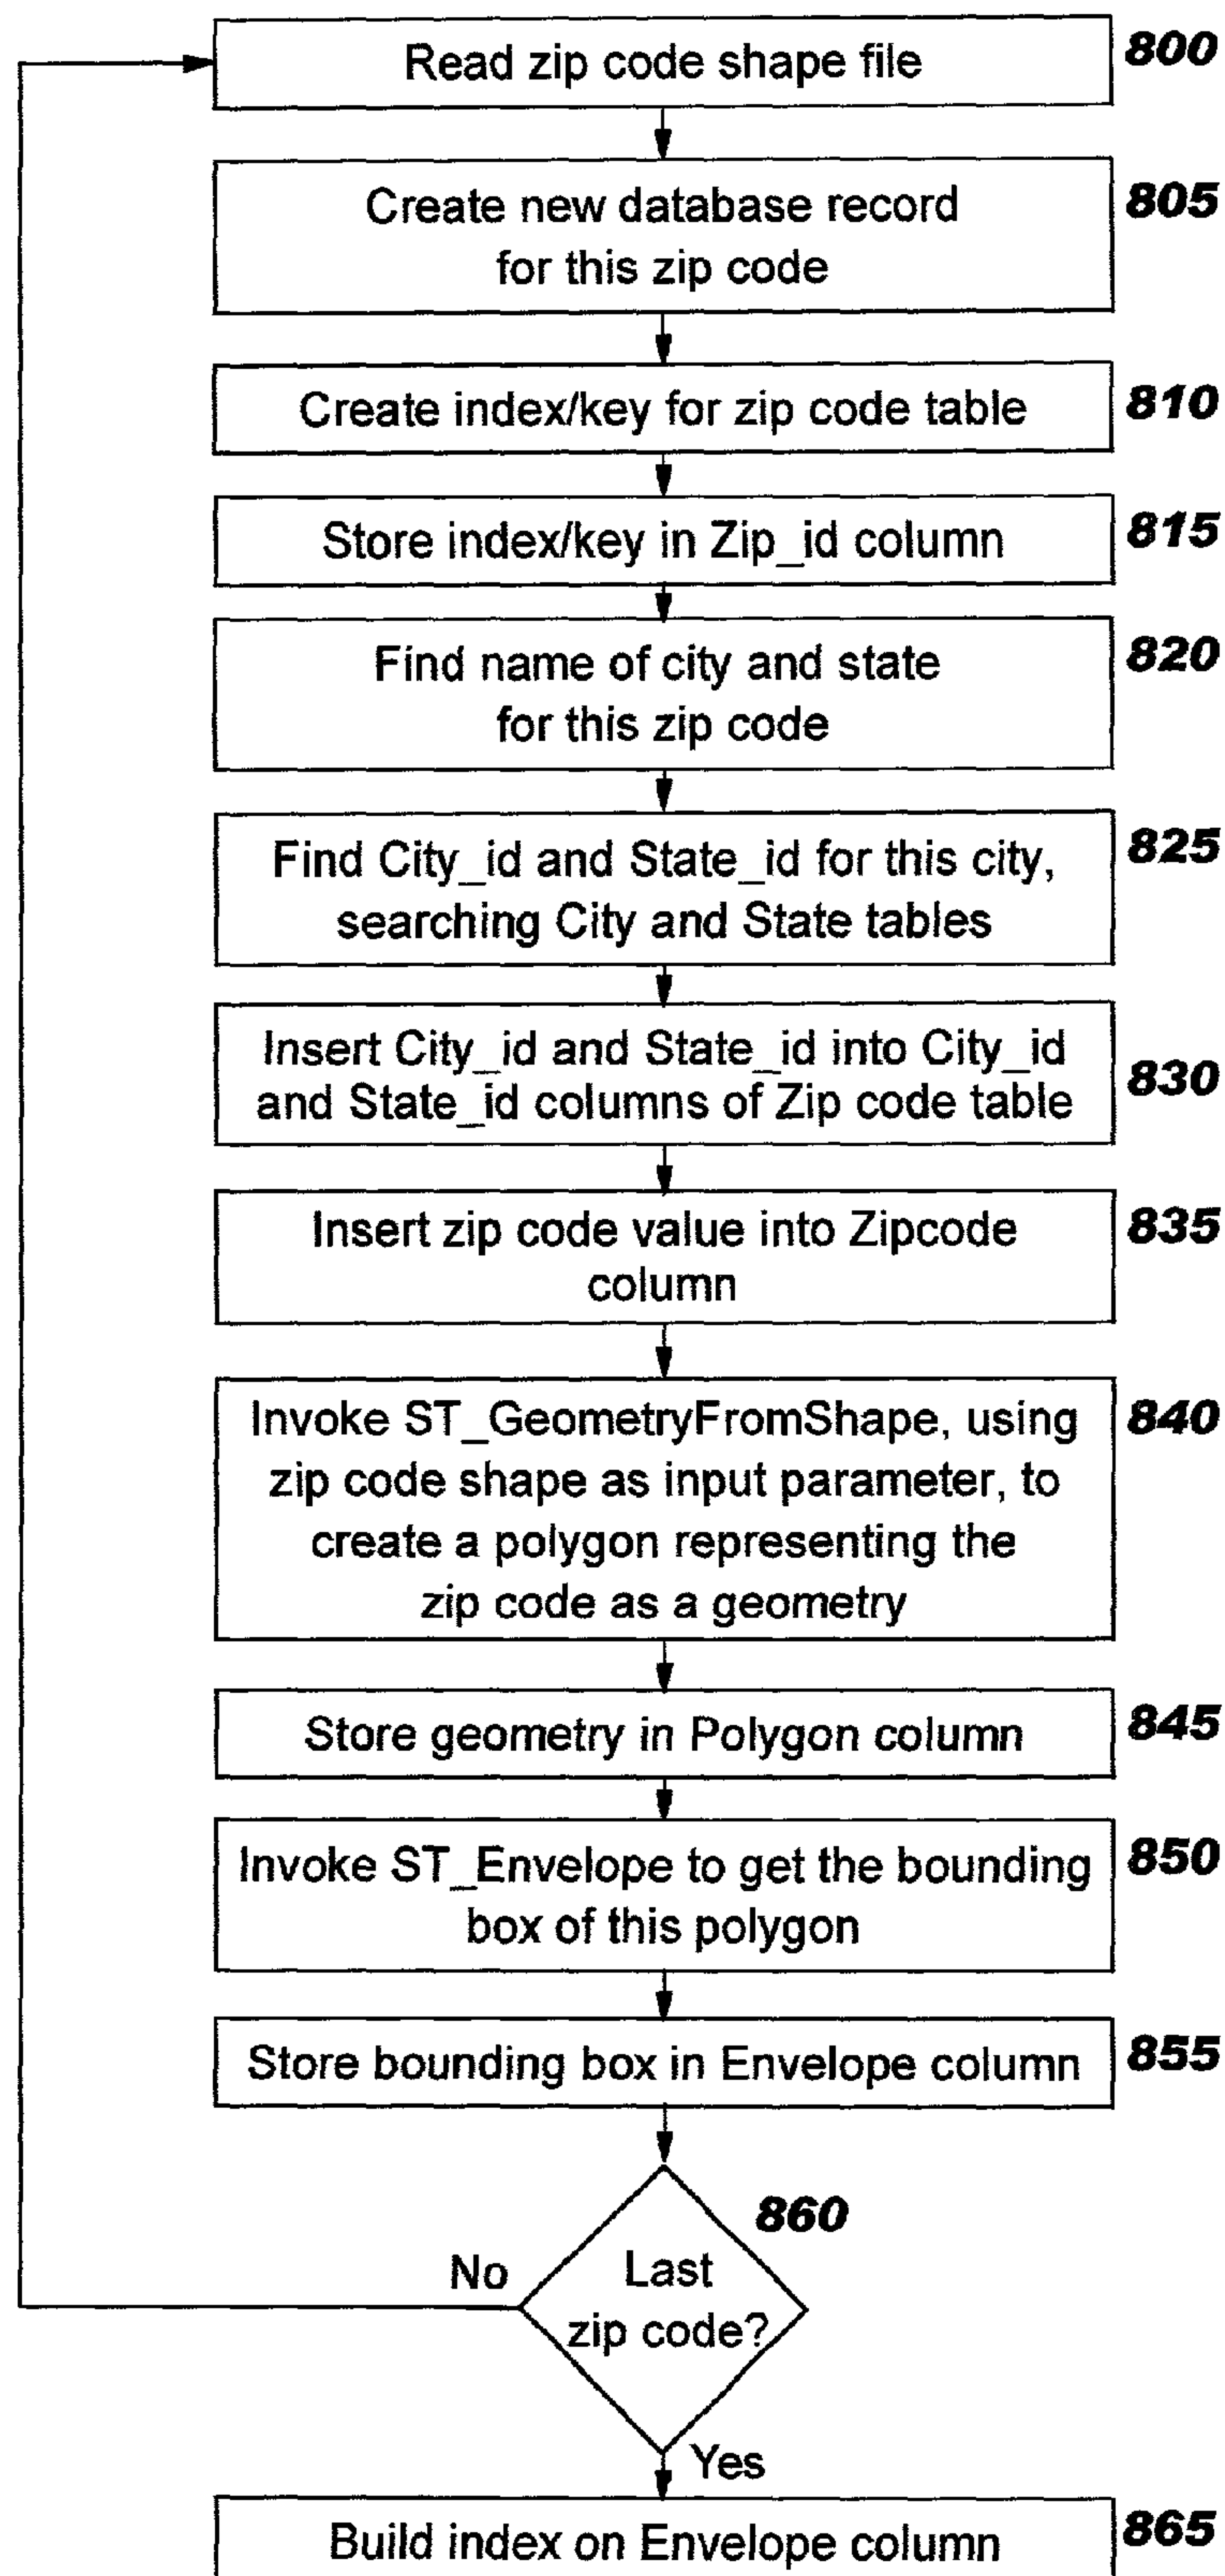 Read zip code shape file
800
Create new database record
for this zip code
805
Create index/key for zip code table
810
Store index/key in Zip_id column
815
Find name of city and state
for this zip code
820
Find City_id and State_id for this city,
searching City and State tables
825
Insert City_id and State_id into City_id
and State_id columns of Zip code table
830
Insert zip code value into Zipcode
column
835
Invoke ST_GeometryFromShape, using
zip code shape as input parameter, to
create a polygon representing the
zip code as a geometry
840
Store geometry in Polygon column
845
Invoke ST_Envelope to get the bounding
box of this polygon
850
Store bounding box in Envelope column
855
860
No
Last
zip code?
Yes
Build index on Envelope column
865